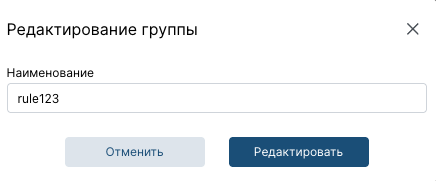 Редактирование группы
Наименование
rule123
Отменить
Редактировать